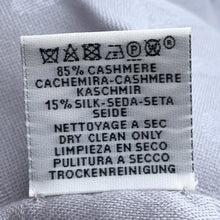 85% CASHMERE
CACHEMIRA-CASHMERE
KASCHMIR
15% SILK-SEDA-SETA
SEIDE
NETTOYAGE A SEC
DRY CLEAN ONLY
LIMPIEZA EN SECO
PULITURA A SECCO
TROCKENREINIGUNG